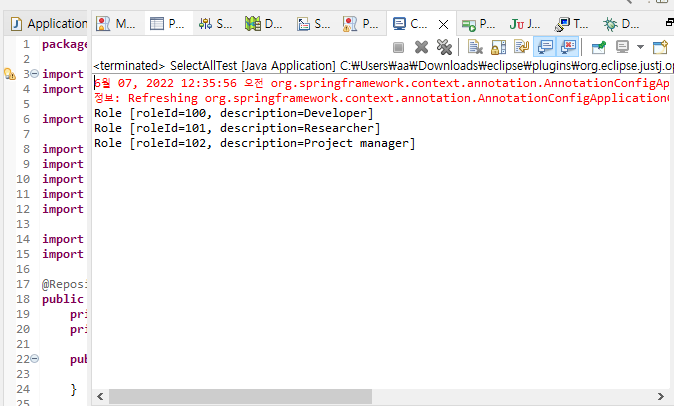 Application
M...
P...
S...
D...
S...
P...
C...
P...
Ju J...
T...
D...
<terminated> SelectAllTest [Java Application] C:₩Users₩aa₩Downloads₩eclipse₩plugins₩org.eclipse.justj.op
6월 07, 2022 12:35:56 오전 org.springframework.context.annotation.AnnotationConfigAp
정보: Refreshing org.springframework.context.annotation.AnnotationConfigApplication
Role [roleId=100, description=Developer]
Role [roleId=101, description=Researcher]
Role [roleId=102, description=Project manager]
1 package
2
3 import
4 import
5
6 import
7
8 import
9 import
10 import
11 import
12 import
13
14 import
15 import
16
17 @Reposi
18 public
19 pri
20 pri
21
22 pub
23
24 }
25